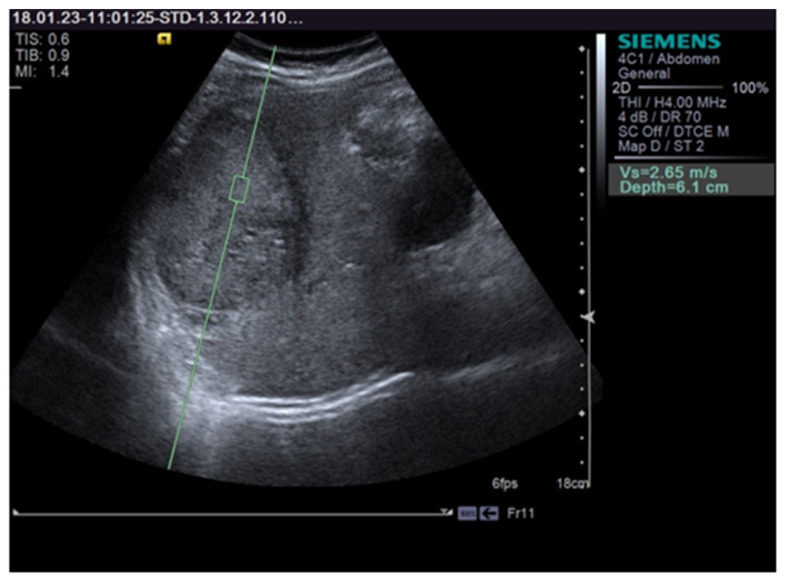 18.01.23-11:01:25-STD-1.3.12.2.110...
TIS: 0.6
TIB: 0.9
MI: 1.4
SIEMENS
4C1 / Abdomen
General
2D 100%
THI / H4.00 MHz
4 dB / DR 70
SC Off / DTCE M
Map D / ST 2
Vs=2.65 m/s
Depth=6.1 cm
6fps 18cm
Fr11